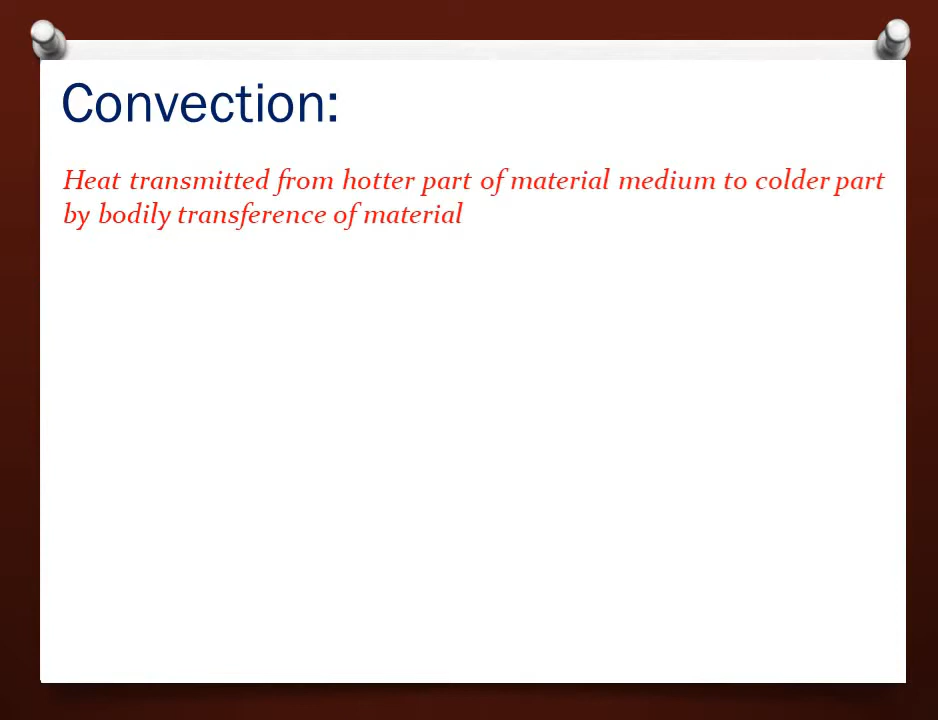 Convection:
Heat transmitted from hotter part of material medium to colder part
by bodily transference of material